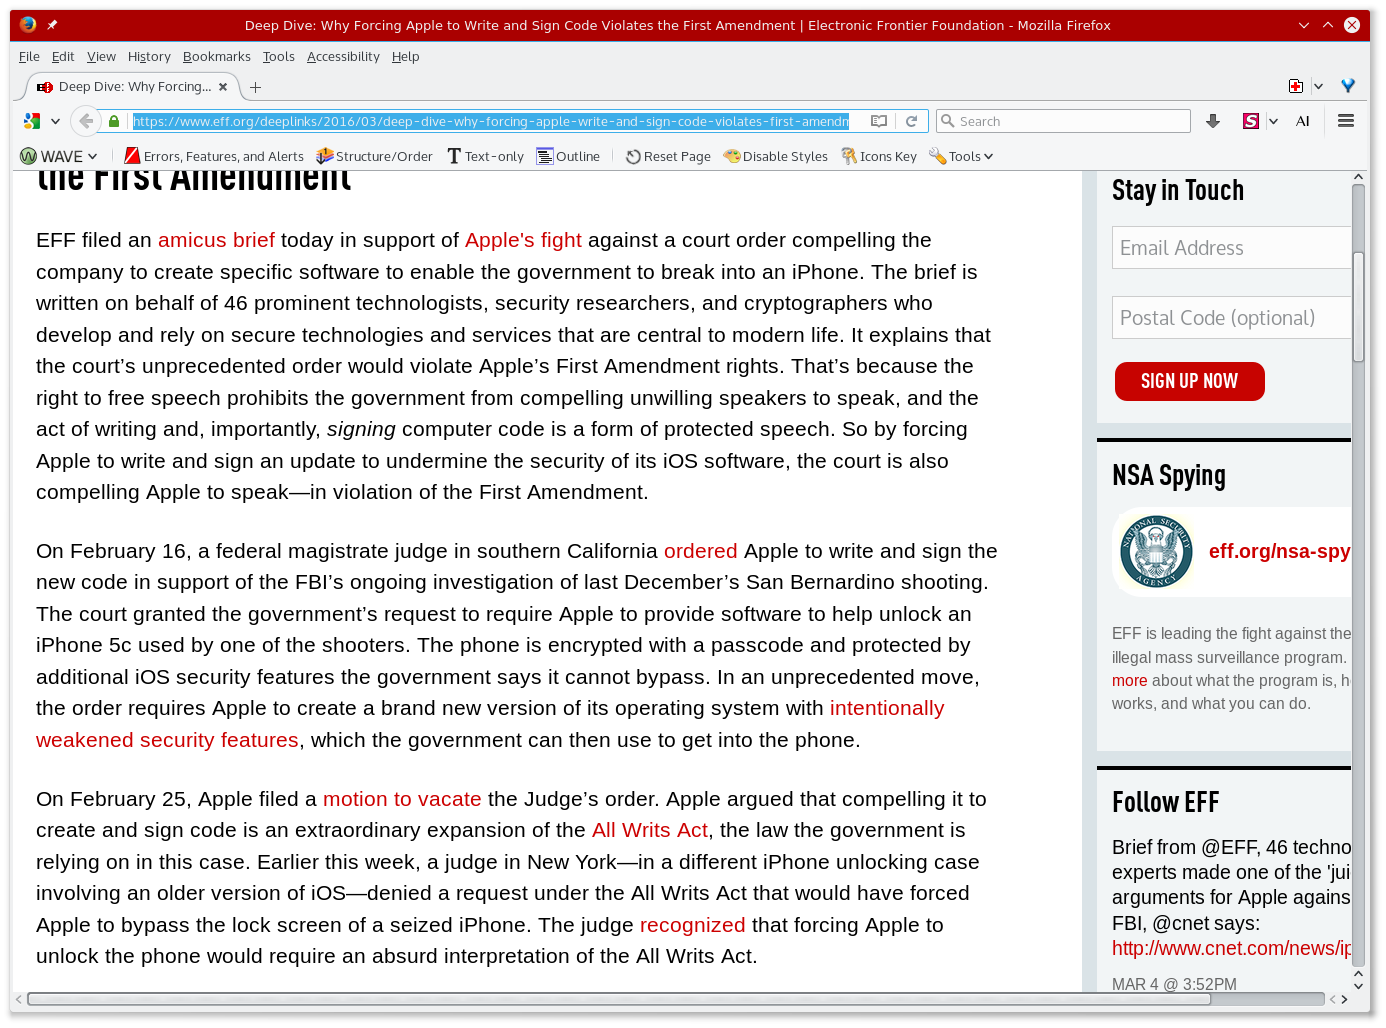 Deep Dive: Why Forcing Apple to Write and Sign Code Violates the First Amendment | Electronic Frontier Foundation - Mozilla Firefox
File Edit View History Bookmarks Tools Accessibility Help
Deep Dive: Why Forcing...
https://www.eff.org/deeplinks/2016/03/deep-dive-why-forcing-apple-write-and-sign-code-violates-first-amendm
Search
S
AI
WAVE Errors, Features, and Alerts Structure/Order Text-only Outline Reset Page Disable Styles Icons Key Tools
the First Amendment
EFF filed an amicus brief today in support of Apple's fight against a court order compelling the
company to create specific software to enable the government to break into an iPhone. The brief is
written on behalf of 46 prominent technologists, security researchers, and cryptographers who
develop and rely on secure technologies and services that are central to modern life. It explains that
the court’s unprecedented order would violate Apple’s First Amendment rights. That’s because the
right to free speech prohibits the government from compelling unwilling speakers to speak, and the
act of writing and, importantly, signing computer code is a form of protected speech. So by forcing
Apple to write and sign an update to undermine the security of its iOS software, the court is also
compelling Apple to speak—in violation of the First Amendment.
On February 16, a federal magistrate judge in southern California ordered Apple to write and sign the
new code in support of the FBI’s ongoing investigation of last December’s San Bernardino shooting.
The court granted the government’s request to require Apple to provide software to help unlock an
iPhone 5c used by one of the shooters. The phone is encrypted with a passcode and protected by
additional iOS security features the government says it cannot bypass. In an unprecedented move,
the order requires Apple to create a brand new version of its operating system with intentionally
weakened security features, which the government can then use to get into the phone.
On February 25, Apple filed a motion to vacate the Judge’s order. Apple argued that compelling it to
create and sign code is an extraordinary expansion of the All Writs Act, the law the government is
relying on in this case. Earlier this week, a judge in New York—in a different iPhone unlocking case
involving an older version of iOS—denied a request under the All Writs Act that would have forced
Apple to bypass the lock screen of a seized iPhone. The judge recognized that forcing Apple to
unlock the phone would require an absurd interpretation of the All Writs Act.
Stay in Touch
Email Address
Postal Code (optional)
SIGN UP NOW
NSA Spying
NATIONAL SECURITY AGENCY
eff.org/nsa-spy
EFF is leading the fight against the
illegal mass surveillance program.
more about what the program is, h
works, and what you can do.
Follow EFF
Brief from @EFF, 46 techno
experts made one of the 'jui
arguments for Apple agains
FBI, @cnet says:
http://www.cnet.com/news/ip
MAR 4 @ 3:52PM